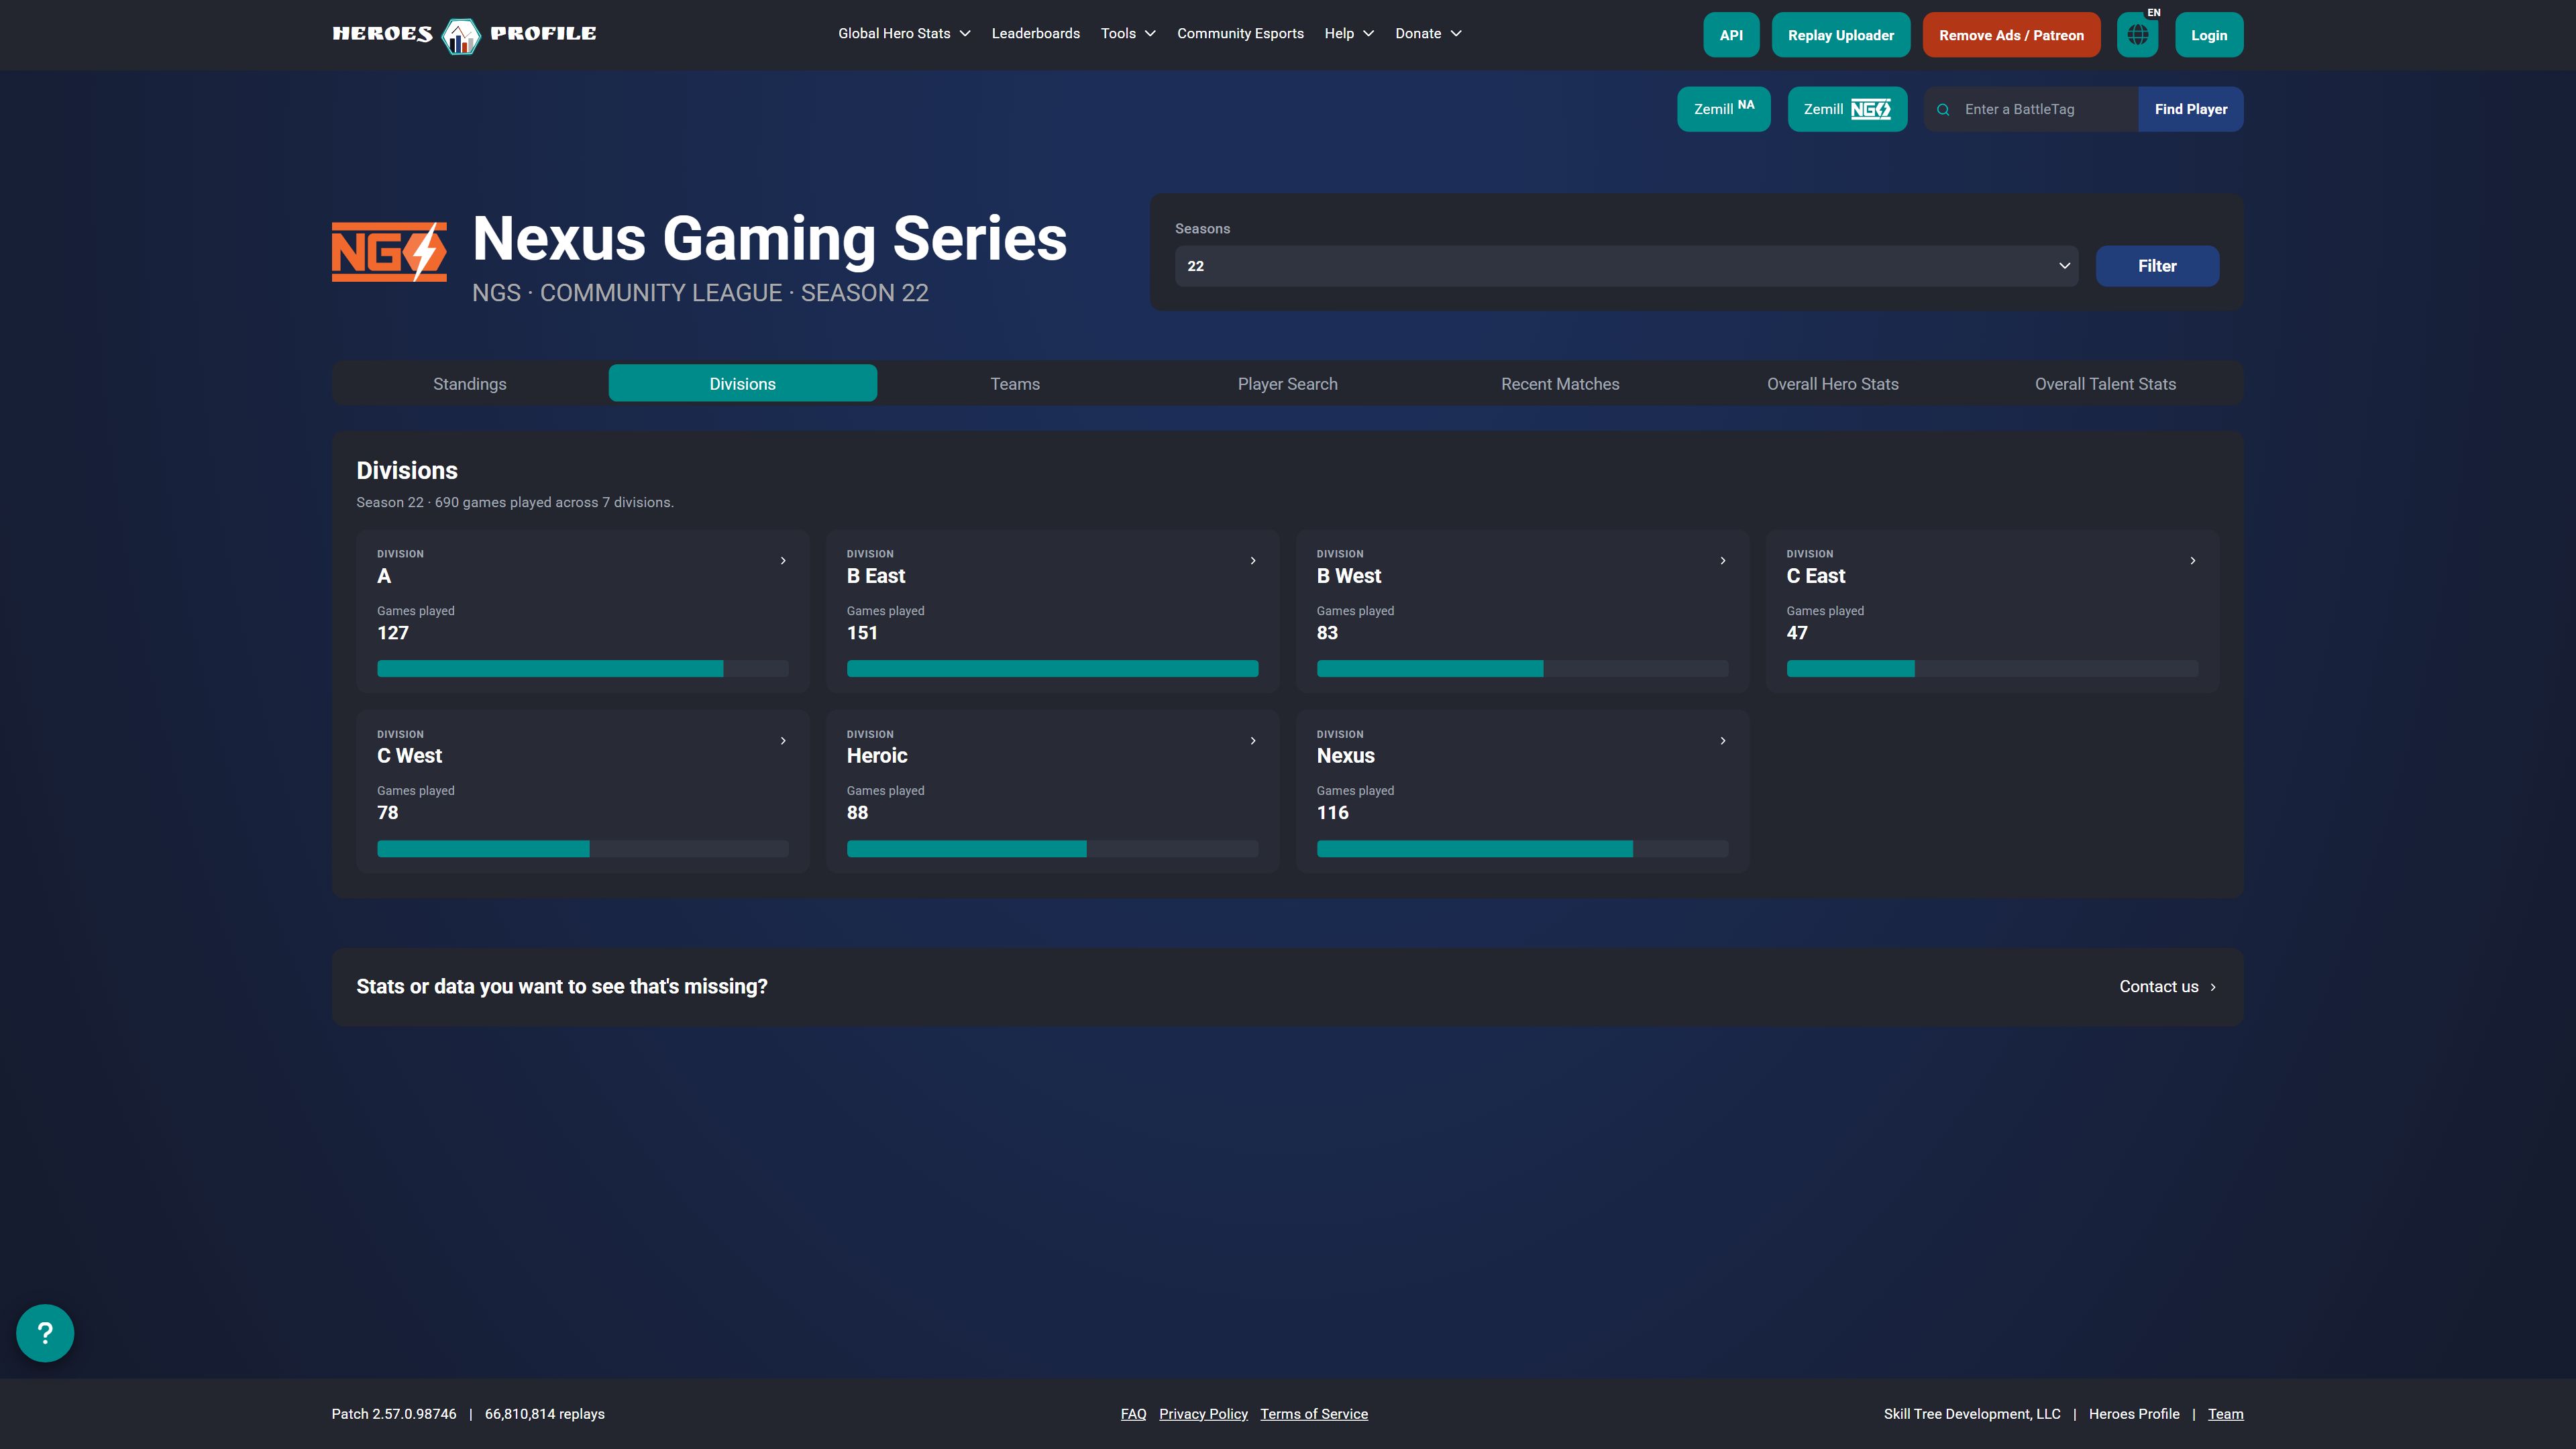 HEROES PROFILE
Global Hero Stats Leaderboards Tools Community Esports Help Donate
API Replay Uploader Remove Ads / Patreon EN Login
Zemill NA Zemill NGS Enter a BattleTag Find Player
NGS
Nexus Gaming Series
NGS · COMMUNITY LEAGUE · SEASON 22
Seasons
22 Filter
Standings Divisions Teams Player Search Recent Matches Overall Hero Stats Overall Talent Stats
Divisions
Season 22 · 690 games played across 7 divisions.
DIVISION
A
Games played
127
DIVISION
B East
Games played
151
DIVISION
B West
Games played
83
DIVISION
C East
Games played
47
DIVISION
C West
Games played
78
DIVISION
Heroic
Games played
88
DIVISION
Nexus
Games played
116
Stats or data you want to see that's missing? Contact us
?
Patch 2.57.0.98746 | 66,810,814 replays FAQ Privacy Policy Terms of Service Skill Tree Development, LLC | Heroes Profile | Team